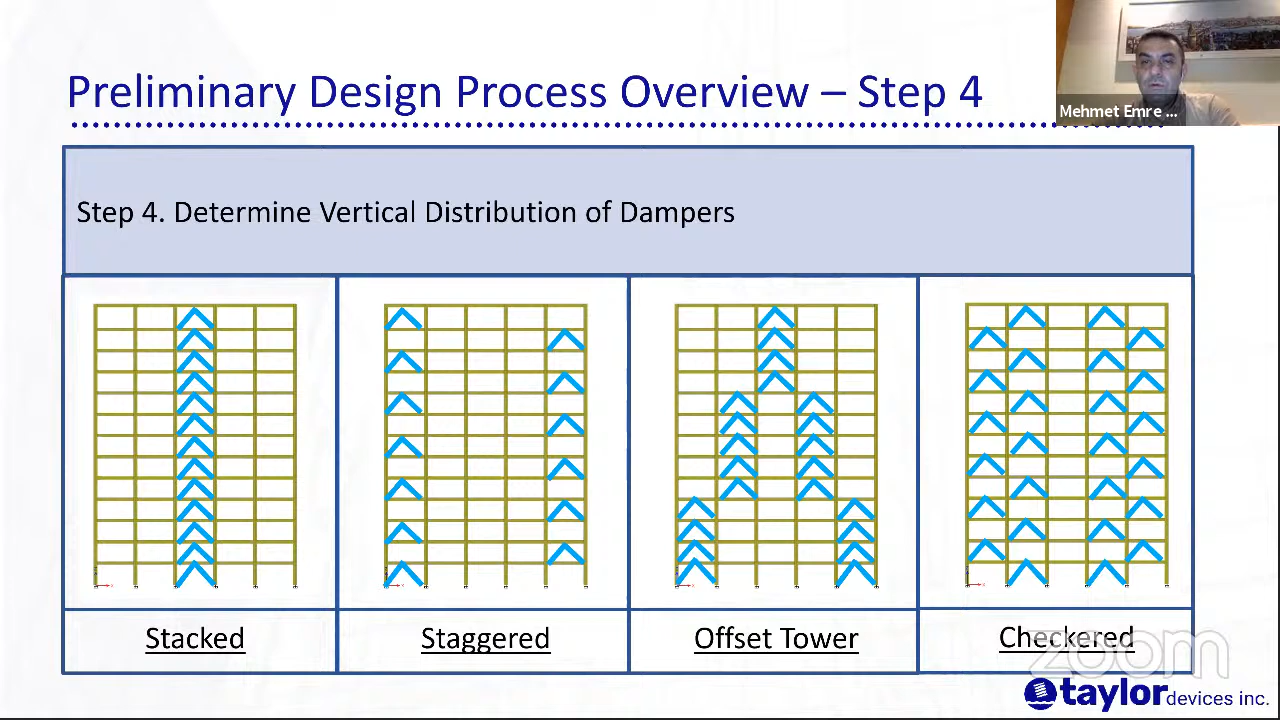 Preliminary Design Process Overview – Step 4
Mehmet Emre ...
Step 4. Determine Vertical Distribution of Dampers
Stacked
Staggered
Offset Tower
Checkered
zoom
taylor devices inc.